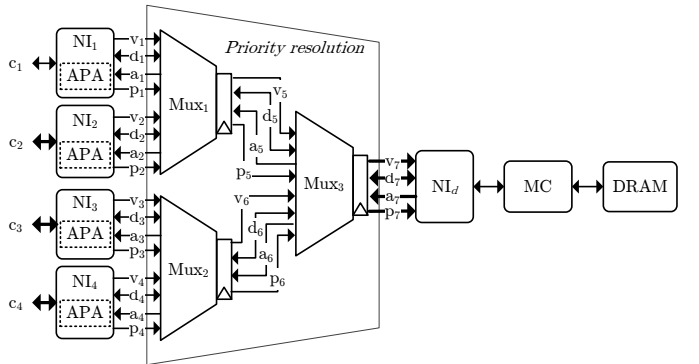 Priority resolution
c1
NI1
APA
v1
d1
a1
p1
c2
NI2
APA
v2
d2
a2
p2
Mux1
c3
NI3
APA
v3
d3
a3
p3
c4
NI4
APA
v4
d4
a4
p4
Mux2
v5
d5
a5
p5
v6
d6
a6
p6
Mux3
v7
d7
a7
p7
NId
MC
DRAM